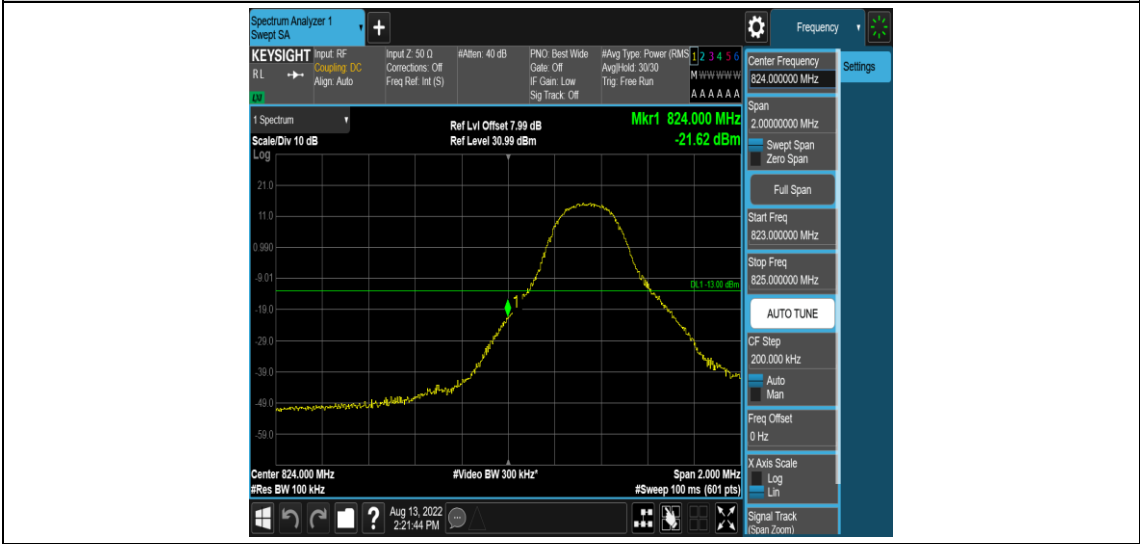 Spectrum Analyzer 1
Swept SA
Frequency
KEYSIGHT
RL
Input: RF
Coupling: DC
Align: Auto
Input Z: 50 Ω
Corrections: Off
Freq Ref: Int (S)
#Atten: 40 dB
PNO: Best Wide
Gate: Off
IF Gain: Low
Sig Track: Off
#Avg Type: Power (RMS
Avg|Hold: 30/30
Trig: Free Run
1 2 3 4 5 6
M W W W W W
A A A A A A
1 Spectrum
Scale/Div 10 dB
Log
Ref Lvl Offset 7.99 dB
Ref Level 30.99 dBm
Mkr1 824.000 MHz
-21.62 dBm
21.0
11.0
0.990
-9.01
DL1 -13.00 dBm
1
-19.0
-29.0
-39.0
-49.0
-59.0
Center 824.000 MHz
#Video BW 300 kHz*
Span 2.000 MHz
#Res BW 100 kHz
#Sweep 100 ms (601 pts)
Aug 13, 2022
2:21:44 PM
Center Frequency
824.000000 MHz
Settings
Span
2.00000000 MHz
Swept Span
Zero Span
Full Span
Start Freq
823.000000 MHz
Stop Freq
825.000000 MHz
AUTO TUNE
CF Step
200.000 kHz
Auto
Man
Freq Offset
0 Hz
X Axis Scale
Log
Lin
Signal Track
(Span Zoom)